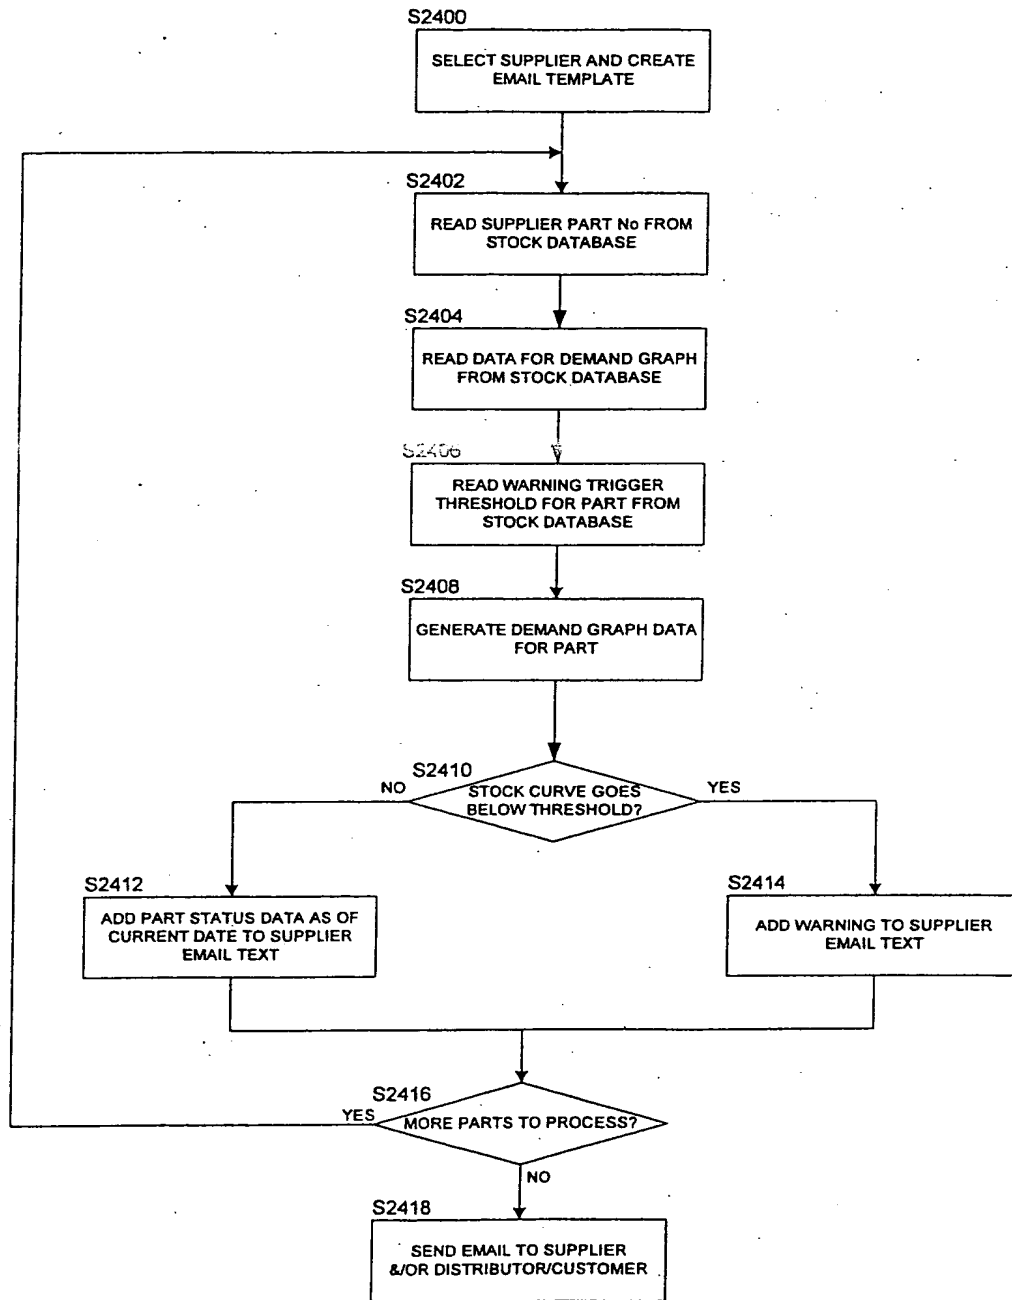 S2400
SELECT SUPPLIER AND CREATE
EMAIL TEMPLATE
S2402
READ SUPPLIER PART No FROM
STOCK DATABASE
S2404
READ DATA FOR DEMAND GRAPH
FROM STOCK DATABASE
S2406
READ WARNING TRIGGER
THRESHOLD FOR PART FROM
STOCK DATABASE
S2408
GENERATE DEMAND GRAPH DATA
FOR PART
S2410
NO
STOCK CURVE GOES
BELOW THRESHOLD?
YES
S2412
ADD PART STATUS DATA AS OF
CURRENT DATE TO SUPPLIER
EMAIL TEXT
S2414
ADD WARNING TO SUPPLIER
EMAIL TEXT
S2416
YES
MORE PARTS TO PROCESS?
NO
S2418
SEND EMAIL TO SUPPLIER
&/OR DISTRIBUTOR/CUSTOMER